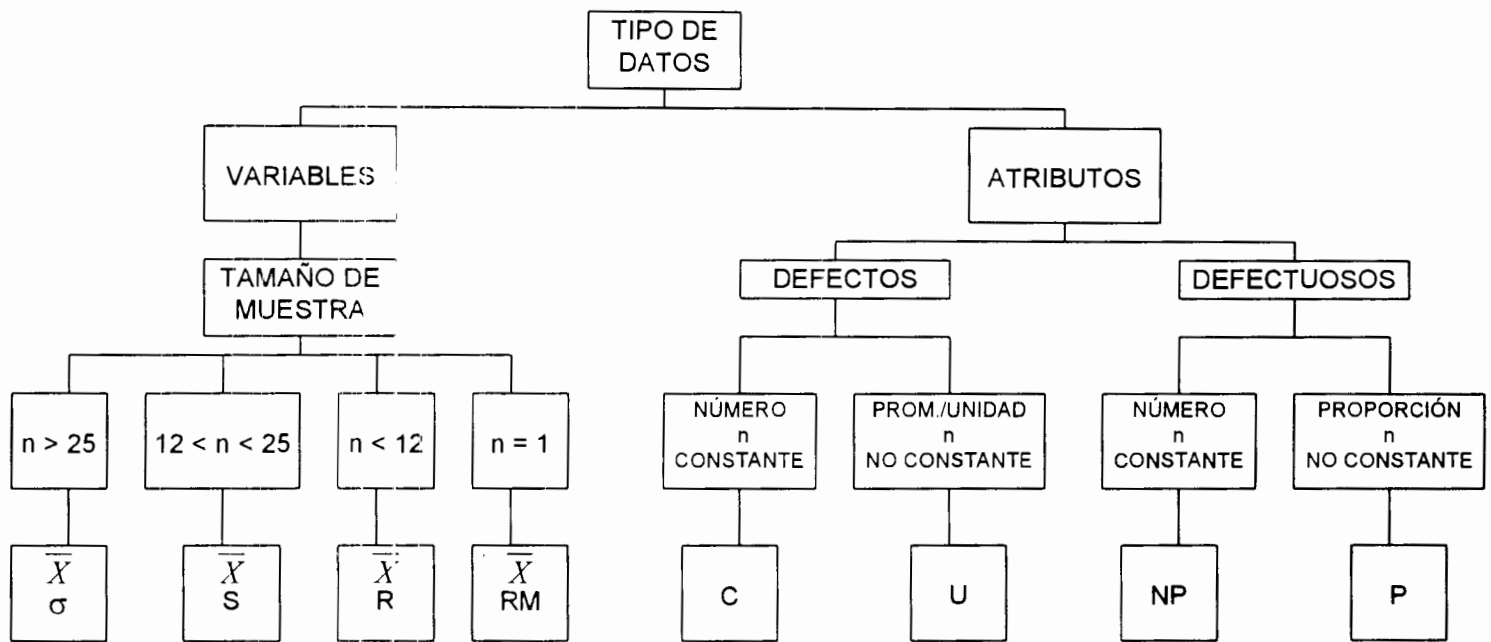 TIPO DE
DATOS
VARIABLES
ATRIBUTOS
TAMAÑO DE
MUESTRA
DEFECTOS
DEFECTUOSOS
n > 25
12 < n < 25
n < 12
n = 1
NÚMERO
n
CONSTANTE
PROM./UNIDAD
n
NO CONSTANTE
NÚMERO
n
CONSTANTE
PROPORCIÓN
n
NO CONSTANTE
X̅
σ
X̅
S
X̅
R
X̅
RM
C
U
NP
P